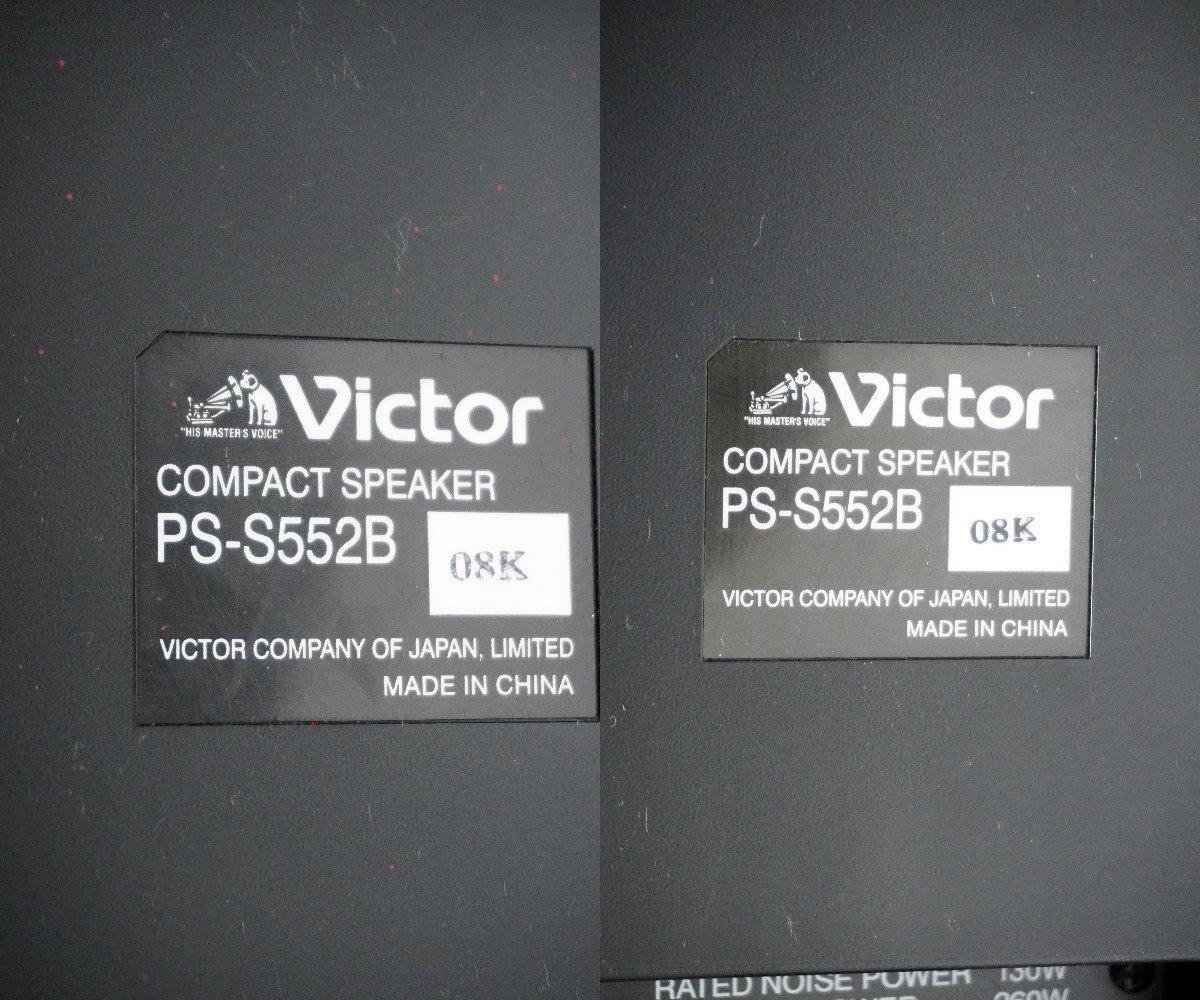 "HIS MASTER'S VOICE"
Victor
COMPACT SPEAKER
PS-S552B
08K
VICTOR COMPANY OF JAPAN, LIMITED
MADE IN CHINA
"HIS MASTER'S VOICE"
Victor
COMPACT SPEAKER
PS-S552B
08K
VICTOR COMPANY OF JAPAN, LIMITED
MADE IN CHINA
RATED NOISE POWER 130W